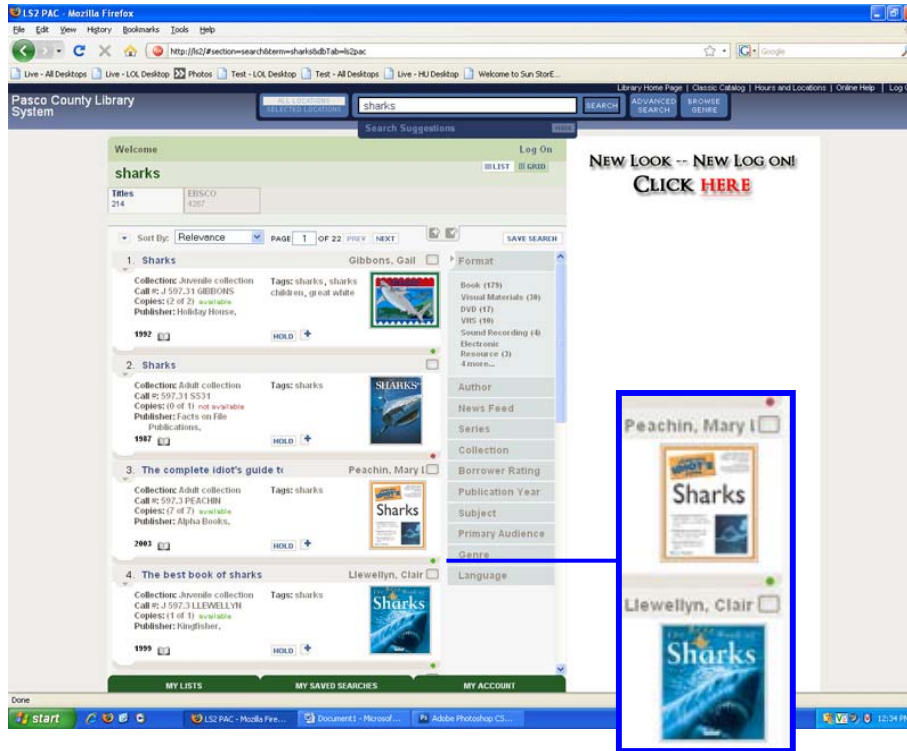 LS2 PAC - Mozilla Firefox
File Edit View History Bookmarks Tools Help
http://ls2/#section=search&term=sharks&dbTab=ls2pac
Google
Live - All Desktops Live - LOL Desktop Photos Test - LOL Desktop Test - All Desktops Live - HU Desktop Welcome to Sun StorE...
Library Home Page | Classic Catalog | Hours and Locations | Online Help | Log
Pasco County Library System
ALL LOCATIONS
SELECTED LOCATIONS
sharks
SEARCH
ADVANCED SEARCH
BROWSE GENRE
Search Suggestions
Welcome Log On
sharks
LIST GRID
Titles
214
EBSCO
4267
NEW LOOK -- NEW LOG ON!
CLICK HERE
Sort By: Relevance PAGE 1 OF 22 PREV NEXT SAVE SEARCH
1. Sharks Gibbons, Gail
Collection: Juvenile collection
Call #: J 597.31 GIBBONS
Copies: (2 of 2) available
Publisher: Holiday House,
1992
Tags: sharks, sharks
children, great white
HOLD
2. Sharks
Collection: Adult collection
Call #: 597.31 S531
Copies: (0 of 1) not available
Publisher: Facts on File
Publications,
1987
Tags: sharks
HOLD
SHARKS
3. The complete idiot's guide to Peachin, Mary L
Collection: Adult collection
Call #: 597.3 PEACHIN
Copies: (7 of 7) available
Publisher: Alpha Books,
2003
Tags: sharks
HOLD
Sharks
4. The best book of sharks Llewellyn, Clair
Collection: Juvenile collection
Call #: J 597.3 LLEWELLYN
Copies: (1 of 1) available
Publisher: Kingfisher,
1999
Tags: sharks
HOLD
Sharks
Format
Book (179)
Visual Materials (38)
DVD (17)
VHS (10)
Sound Recording (4)
Electronic
Resource (3)
4 more...
Author
News Feed
Series
Collection
Borrower Rating
Publication Year
Subject
Primary Audience
Genre
Language
Peachin, Mary L
IDIOT'S
Sharks
Llewellyn, Clair
Book of
Sharks
MY LISTS MY SAVED SEARCHES MY ACCOUNT
Done
start
LS2 PAC - Mozilla Fire...
Document1 - Microsof...
Adobe Photoshop CS...
12:34 PM